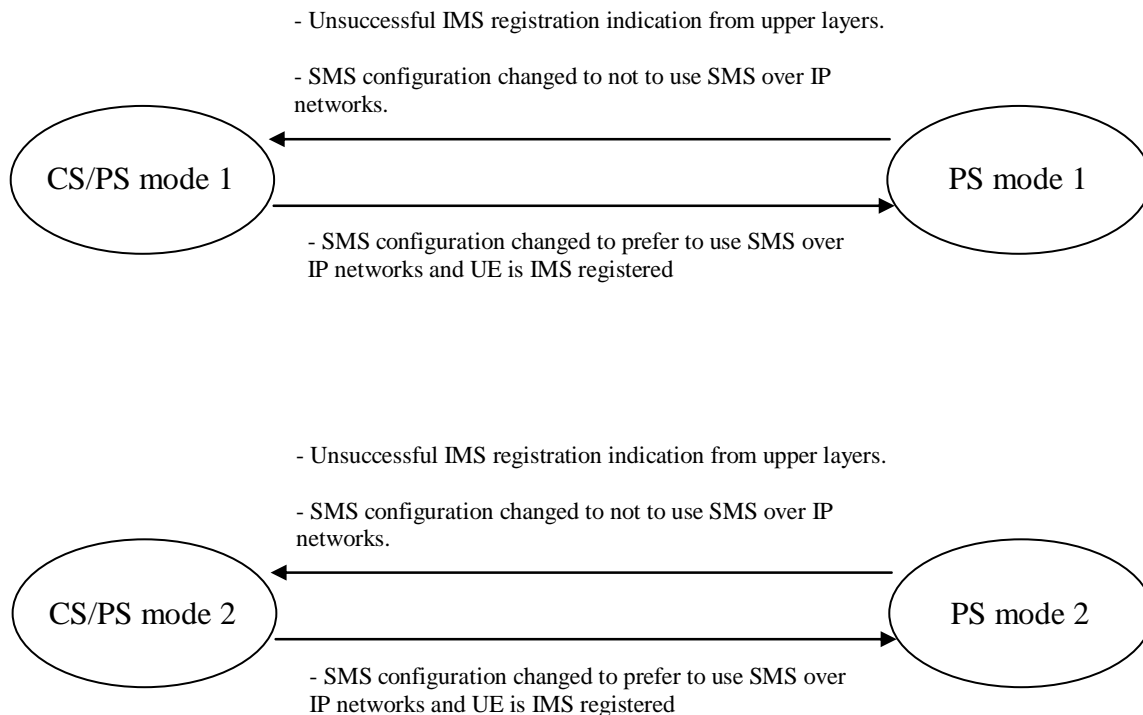 - Unsuccessful IMS registration indication from upper layers.
- SMS configuration changed to not to use SMS over IP
networks.
CS/PS mode 1
PS mode 1
- SMS configuration changed to prefer to use SMS over
IP networks and UE is IMS registered
- Unsuccessful IMS registration indication from upper layers.
- SMS configuration changed to not to use SMS over IP
networks.
CS/PS mode 2
PS mode 2
- SMS configuration changed to prefer to use SMS over
IP networks and UE is IMS registered